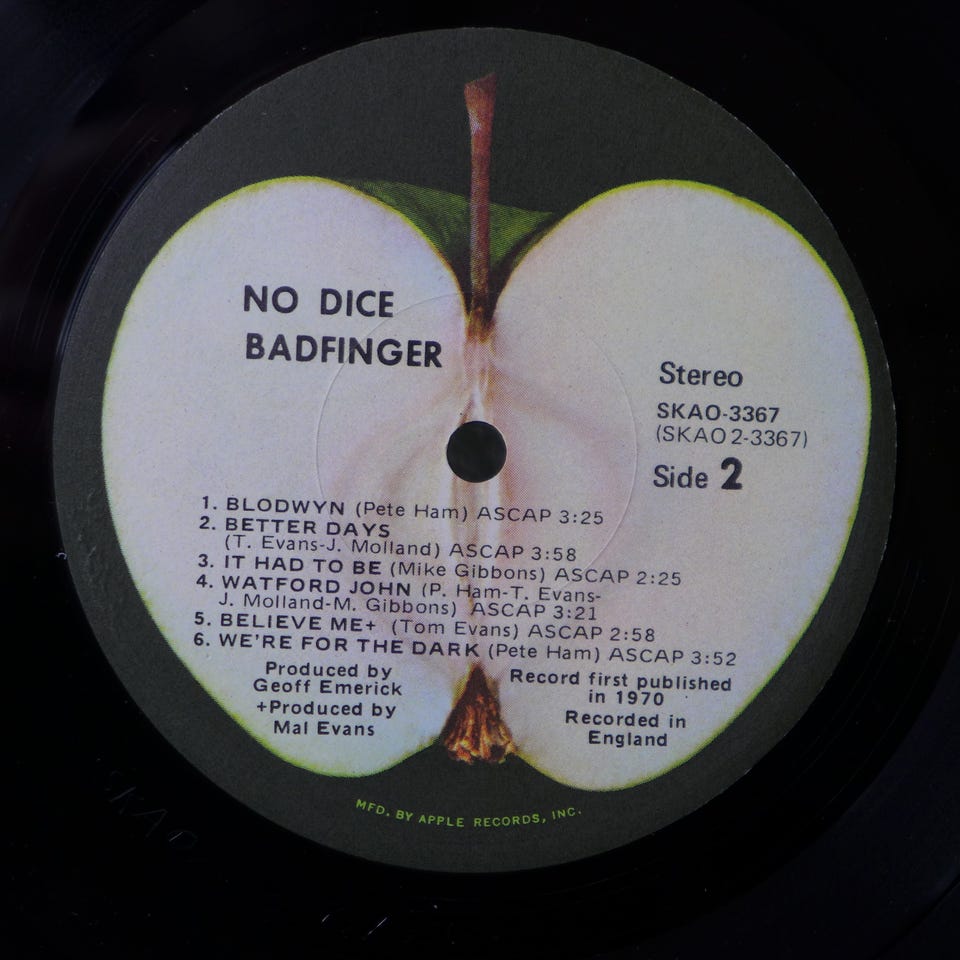 NO DICE
BADFINGER
Stereo
SKAO-3367
(SKAO 2-3367)
Side 2
1. BLODWYN (Pete Ham) ASCAP 3:25
2. BETTER DAYS
(T. Evans-J. Molland) ASCAP 3:58
3. IT HAD TO BE (Mike Gibbons) ASCAP 2:25
4. WATFORD JOHN (P. Ham-T. Evans-
J. Molland-M. Gibbons) ASCAP 3:21
5. BELIEVE ME+ (Tom Evans) ASCAP 2:58
6. WE'RE FOR THE DARK (Pete Ham) ASCAP 3:52
Produced by
Geoff Emerick
+Produced by
Mal Evans
Record first published
in 1970
Recorded in
England
MFD. BY APPLE RECORDS, INC.
SKAO